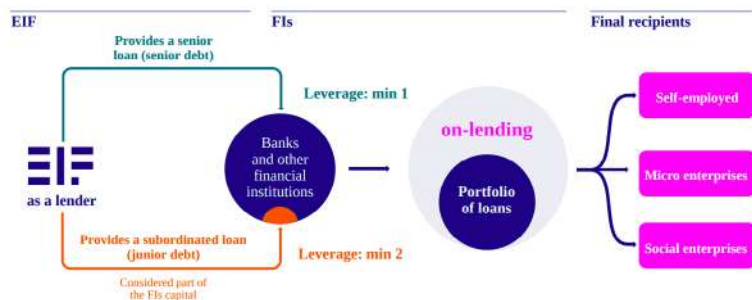 EIF
FIs
Final recipients
Provides a senior
loan (senior debt)
Leverage: min 1
Self-employed
on-lending
Banks
and other
financial
institutions
EIF
as a lender
Portfolio
of loans
Micro enterprises
Provides a subordinated loan
(junior debt)
Leverage: min 2
Social enterprises
Considered part of
the FIs capital